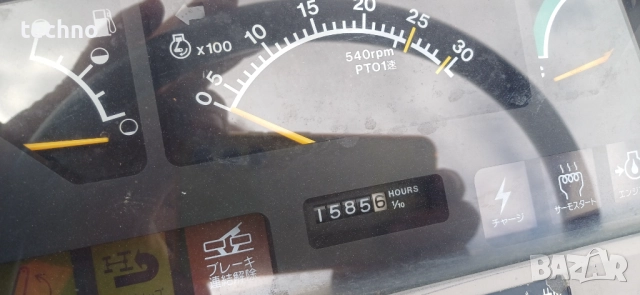 techno
x100
0
5
10
15
20
25
30
540rpm
PTO1速
HOURS
15856
1/10
チャージ
サーモスタート
ブレーキ
連結解除
BAZAR.BG